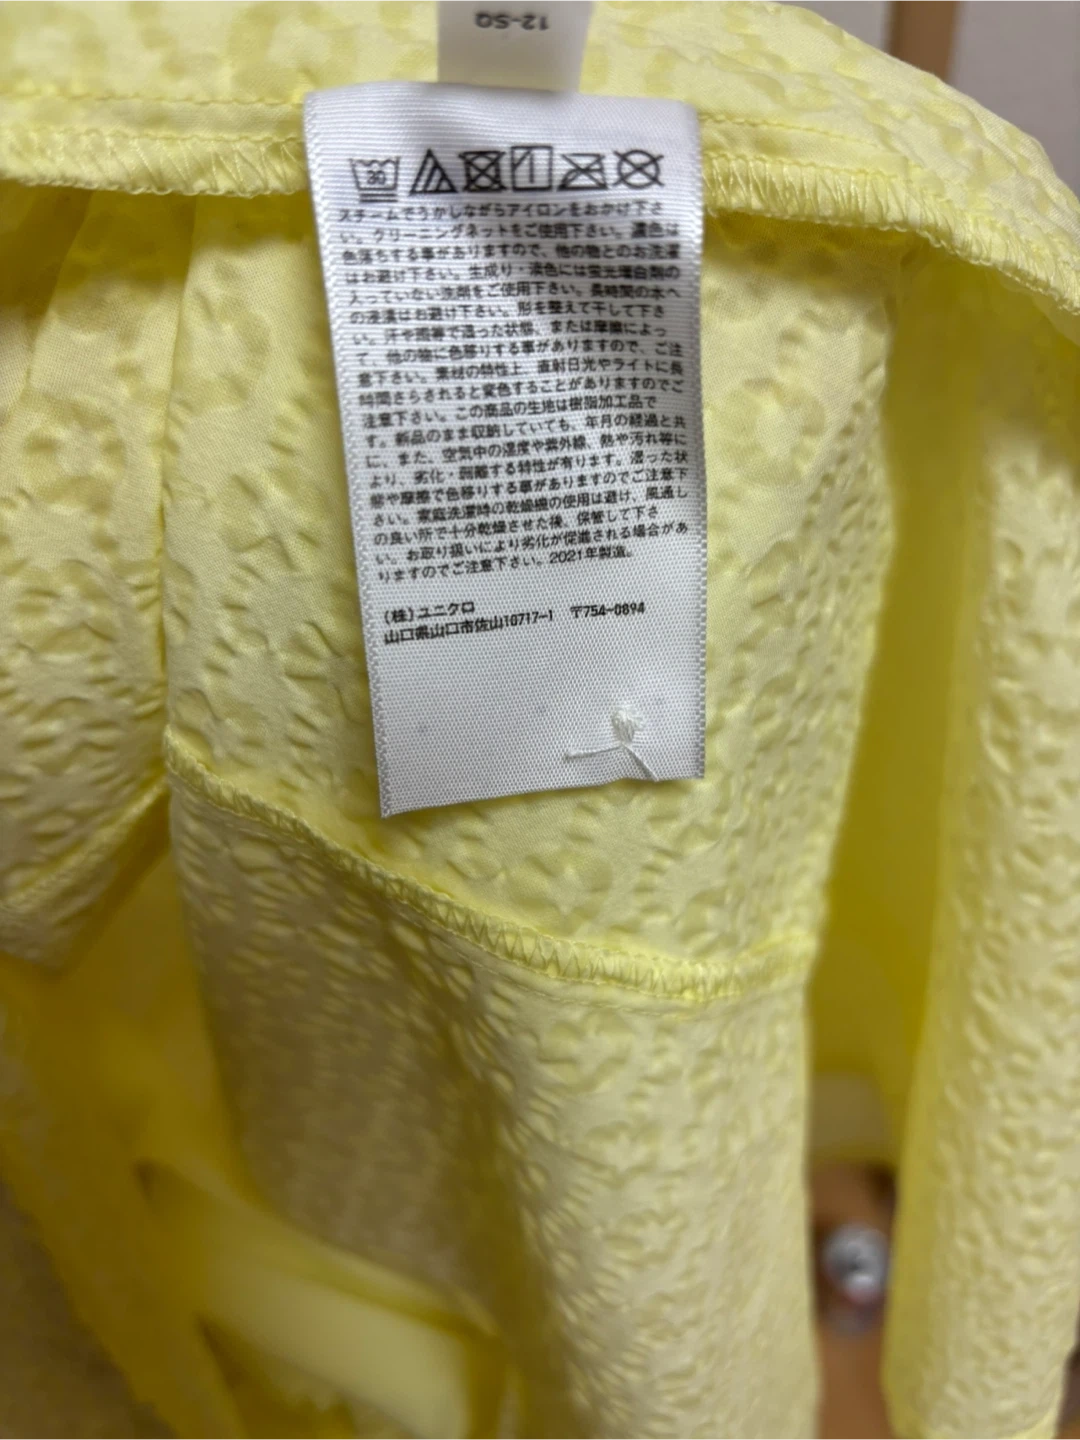 12-SQ
30
スチームでうかしながらアイロンをおかけ下さ
い。クリーニングネットをご使用下さい。濃色は
色落ちする事がありますので、他の物とのお洗濯
はお避け下さい。生成り・淡色には蛍光増白剤の
入っていない洗剤をご使用下さい。長時間の水へ
の浸漬はお避け下さい。形を整えて干して下さ
い。汗や雨等で湿った状態、または摩擦によっ
て、他の物に色移りする事がありますので、ご注
意下さい。素材の特性上、直射日光やライトに長
時間さらされると変色することがありますのでご
注意下さい。この商品の生地は樹脂加工品で
す。新品のまま収納していても、年月の経過と共
に、また、空気中の湿度や紫外線、熱や汚れ等に
より、劣化・剥離する特性が有ります。湿った状
態や摩擦で色移りする事がありますのでご注意下
さい。家庭洗濯時の乾燥機の使用は避け、風通し
の良い所で十分乾燥させた後、保管して下さ
い。お取り扱いにより劣化が促進される場合があ
りますのでご注意下さい。2021年製造。
(株)ユニクロ
山口県山口市佐山10717-1 〒754-0894